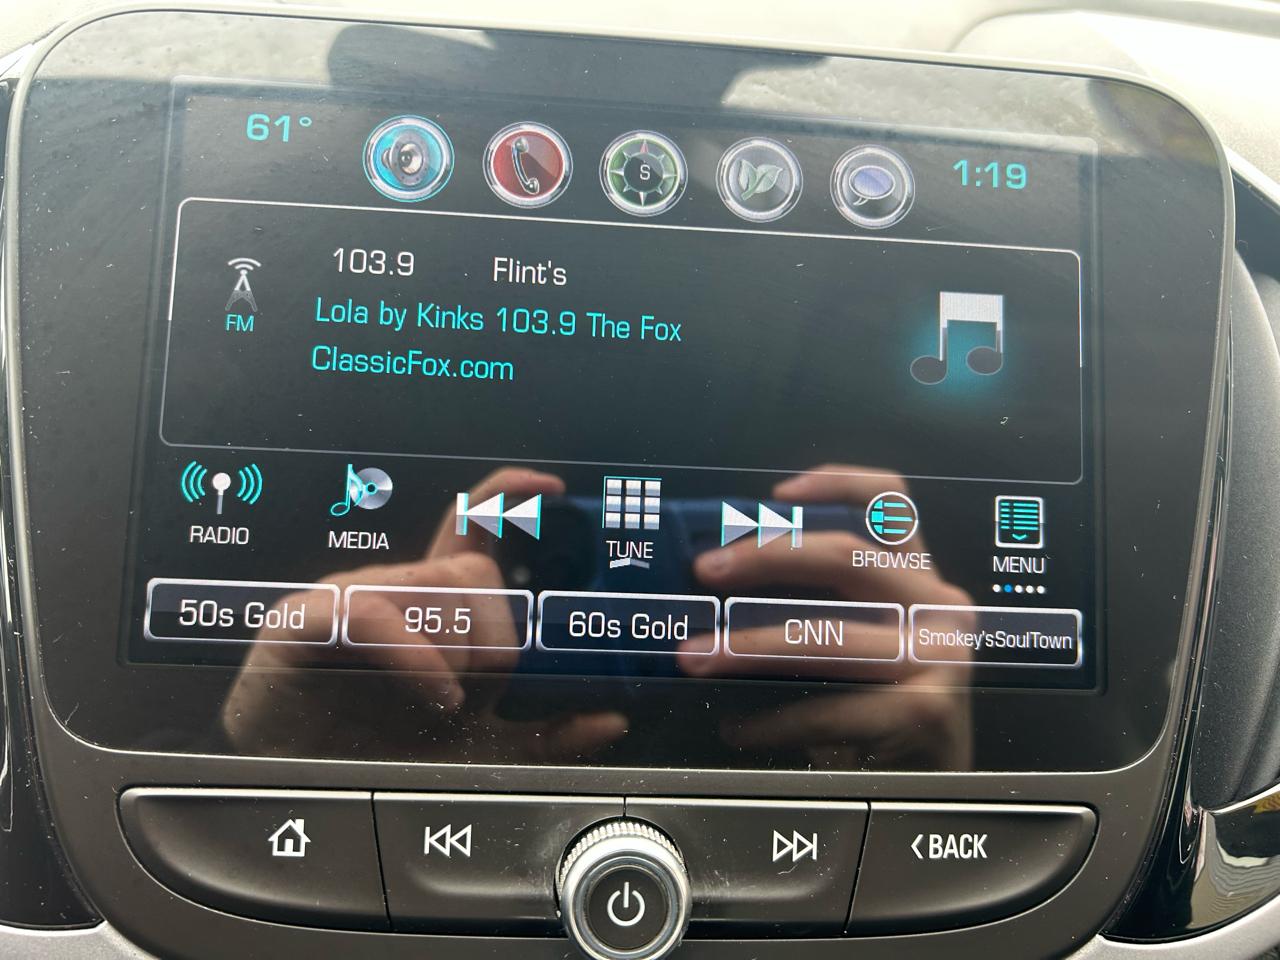 61°
S
1:19
103.9 Flint's
FM
Lola by Kinks 103.9 The Fox
ClassicFox.com
RADIO
MEDIA
TUNE
BROWSE
MENU
50s Gold
95.5
60s Gold
CNN
Smokey'sSoulTown
BACK